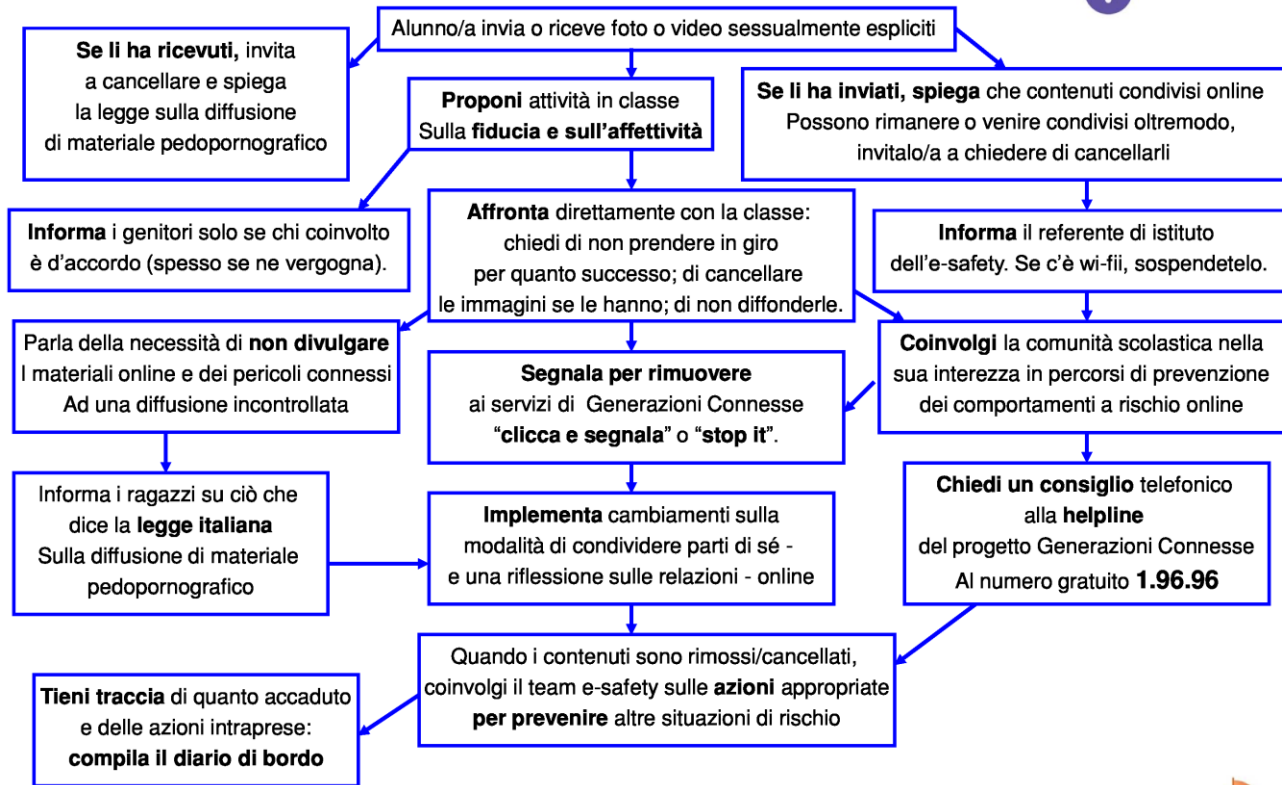 Alunno/a invia o riceve foto o video sessualmente espliciti
Se li ha ricevuti, invita
a cancellare e spiega
la legge sulla diffusione
di materiale pedopornografico
Proponi attività in classe
Sulla fiducia e sull'affettività
Se li ha inviati, spiega che contenuti condivisi online
Possono rimanere o venire condivisi oltremodo,
invitalo/a a chiedere di cancellarli
Informa i genitori solo se chi coinvolto
è d'accordo (spesso se ne vergogna).
Affronta direttamente con la classe:
chiedi di non prendere in giro
per quanto successo; di cancellare
le immagini se le hanno; di non diffonderle.
Informa il referente di istituto
dell'e-safety. Se c'è wi-fii, sospendetelo.
Parla della necessità di non divulgare
I materiali online e dei pericoli connessi
Ad una diffusione incontrollata
Segnala per rimuovere
ai servizi di Generazioni Connesse
“clicca e segnala” o “stop it”.
Coinvolgi la comunità scolastica nella
sua interezza in percorsi di prevenzione
dei comportamenti a rischio online
Informa i ragazzi su ciò che
dice la legge italiana
Sulla diffusione di materiale
pedopornografico
Implementa cambiamenti sulla
modalità di condividere parti di sé -
e una riflessione sulle relazioni - online
Chiedi un consiglio telefonico
alla helpline
del progetto Generazioni Connesse
Al numero gratuito 1.96.96
Quando i contenuti sono rimossi/cancellati,
coinvolgi il team e-safety sulle azioni appropriate
per prevenire altre situazioni di rischio
Tieni traccia di quanto accaduto
e delle azioni intraprese:
compila il diario di bordo